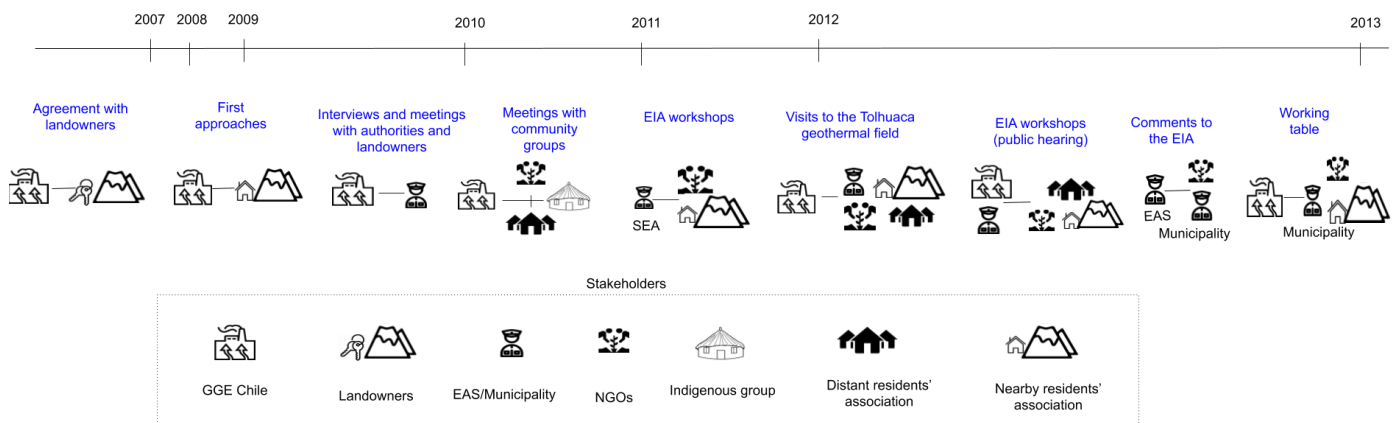 2007 2008 2009 2010 2011 2012 2013
Agreement with
landowners
First
approaches
Interviews and meetings
with authorities and
landowners
Meetings with
community
groups
EIA workshops
SEA
Visits to the Tolhuaca
geothermal field
EIA workshops
(public hearing)
Comments to
the EIA
EAS
Municipality
Working
table
Municipality
Stakeholders
GGE Chile
Landowners
EAS/Municipality
NGOs
Indigenous group
Distant residents'
association
Nearby residents'
association